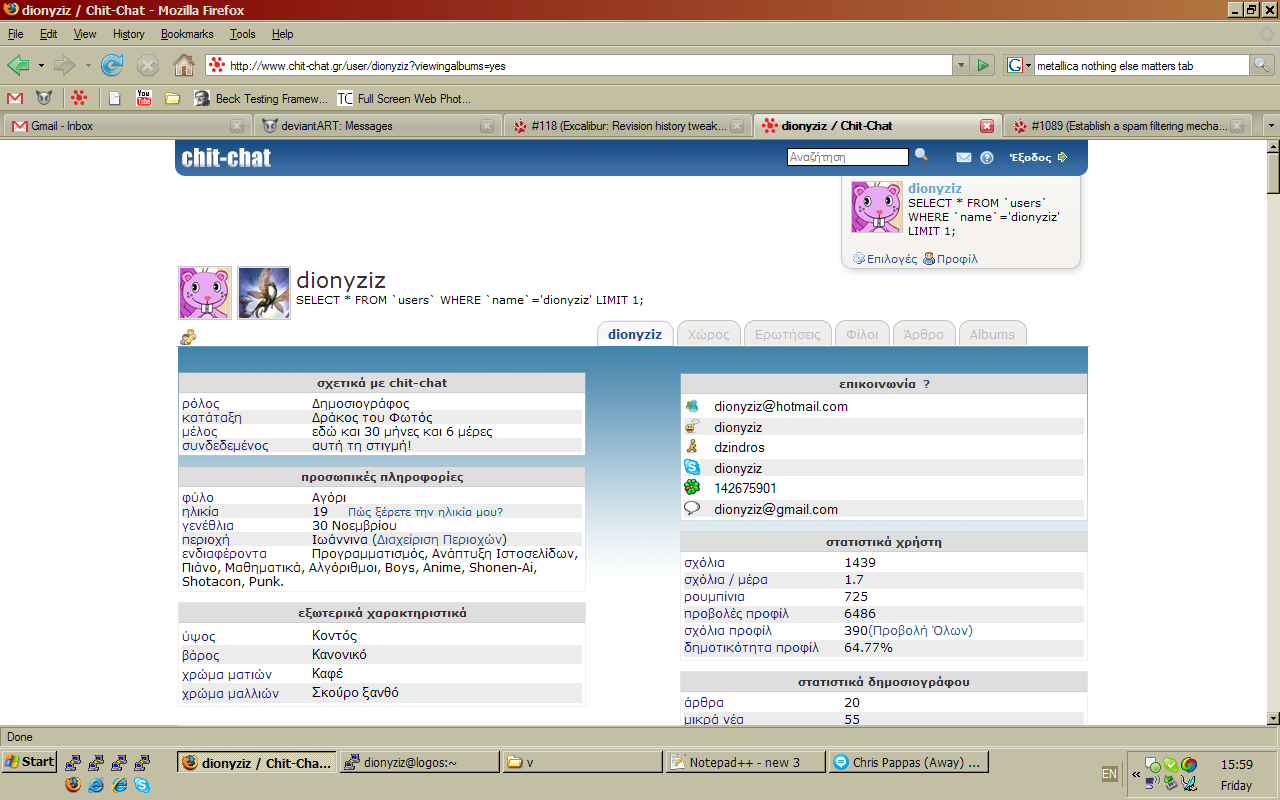 dionyziz / Chit-Chat - Mozilla Firefox
File Edit View History Bookmarks Tools Help
http://www.chit-chat.gr/user/dionyziz?viewingalbums=yes
G metallica nothing else matters tab
You Tube Beck Testing Framew... TC Full Screen Web Phot...
Gmail - Inbox
deviantART: Messages
#118 (Excalibur: Revision history tweak...
dionyziz / Chit-Chat
#1089 (Establish a spam filtering mecha...
chit-chat
Αναζήτηση
Έξοδος
dionyziz
SELECT * FROM `users`
WHERE `name`='dionyziz'
LIMIT 1;
Επιλογές Προφίλ
dionyziz
SELECT * FROM `users` WHERE `name`='dionyziz' LIMIT 1;
dionyziz Χώρος Ερωτήσεις Φίλοι Άρθρα Albums
σχετικά με chit-chat
ρόλος Δημοσιογράφος
κατάταξη Δράκος του Φωτός
μέλος εδώ και 30 μήνες και 6 μέρες
συνδεδεμένος αυτή τη στιγμή!
προσωπικές πληροφορίες
φύλο Αγόρι
ηλικία 19 Πώς ξέρετε την ηλικία μου?
γενέθλια 30 Νοεμβρίου
περιοχή Ιωάννινα (Διαχείριση Περιοχών)
ενδιαφέροντα Προγραμματισμός, Ανάπτυξη Ιστοσελίδων,
Πιάνο, Μαθηματικά, Αλγόριθμοι, Boys, Anime, Shonen-Ai,
Shotacon, Punk.
εξωτερικά χαρακτηριστικά
ύψος Κοντός
βάρος Κανονικό
χρώμα ματιών Καφέ
χρώμα μαλλιών Σκούρο ξανθό
επικοινωνία ?
dionyziz@hotmail.com
dionyziz
dzindros
dionyziz
142675901
dionyziz@gmail.com
στατιστικά χρήστη
σχόλια 1439
σχόλια / μέρα 1.7
ρουμπίνια 725
προβολές προφίλ 6486
σχόλια προφίλ 390(Προβολή Όλων)
δημοτικότητα προφίλ 64.77%
στατιστικά δημοσιογράφου
άρθρα 20
μικρά νέα 55
Done
Start
dionyziz / Chit-Cha...
dionyziz@logos:~
v
Notepad++ - new 3
Chris Pappas (Away) ...
EN
15:59
Friday